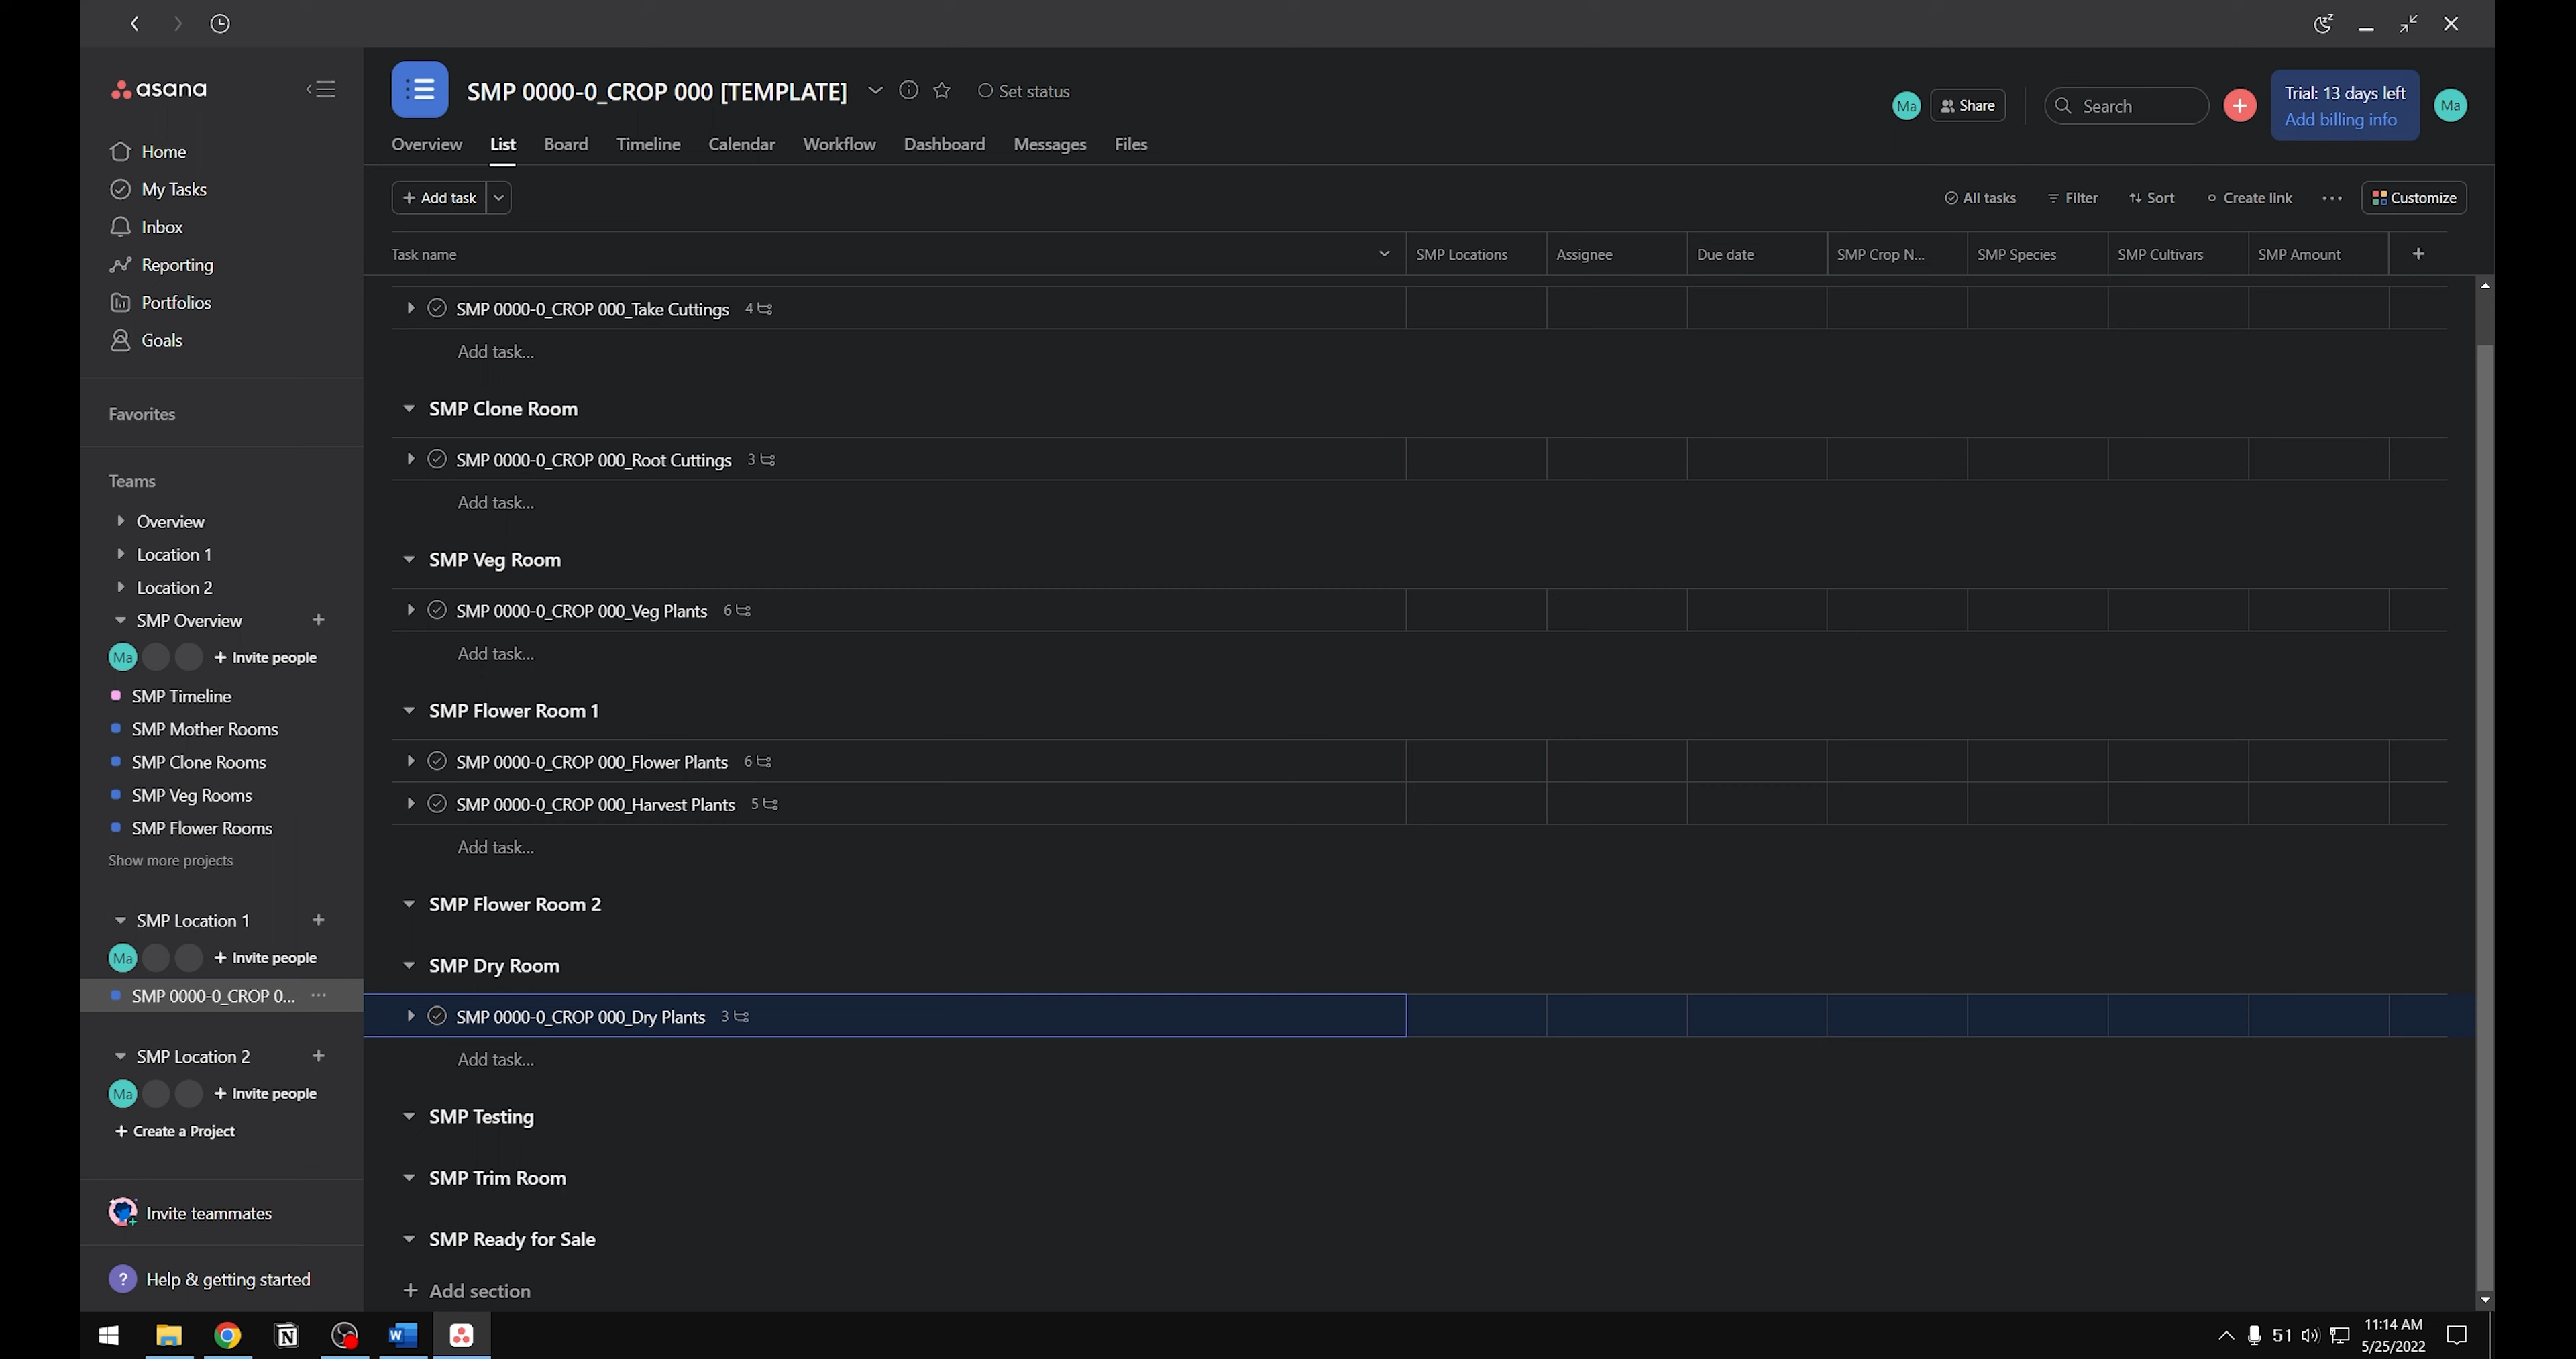 asana
Home
My Tasks
Inbox
Reporting
Portfolios
Goals
Favorites
Teams
Overview
Location 1
Location 2
SMP Overview
Ma
Invite people
SMP Timeline
SMP Mother Rooms
SMP Clone Rooms
SMP Veg Rooms
SMP Flower Rooms
Show more projects
SMP Location 1
Ma
Invite people
SMP 0000-0_CROP 0...
SMP Location 2
Ma
Invite people
+ Create a Project
Invite teammates
? Help & getting started
SMP 0000-0_CROP 000 [TEMPLATE]
Set status
Ma
Share
Search
Trial: 13 days left
Add billing info
Ma
Overview List Board Timeline Calendar Workflow Dashboard Messages Files
+ Add task
All tasks Filter Sort Create link ... Customize
Task name SMP Locations Assignee Due date SMP Crop N... SMP Species SMP Cultivars SMP Amount +
SMP 0000-0_CROP 000_Take Cuttings 4
Add task...
SMP Clone Room
SMP 0000-0_CROP 000_Root Cuttings 3
Add task...
SMP Veg Room
SMP 0000-0_CROP 000_Veg Plants 6
Add task...
SMP Flower Room 1
SMP 0000-0_CROP 000_Flower Plants 6
SMP 0000-0_CROP 000_Harvest Plants 5
Add task...
SMP Flower Room 2
SMP Dry Room
SMP 0000-0_CROP 000_Dry Plants 3
Add task...
SMP Testing
SMP Trim Room
SMP Ready for Sale
+ Add section
51
11:14 AM
5/25/2022